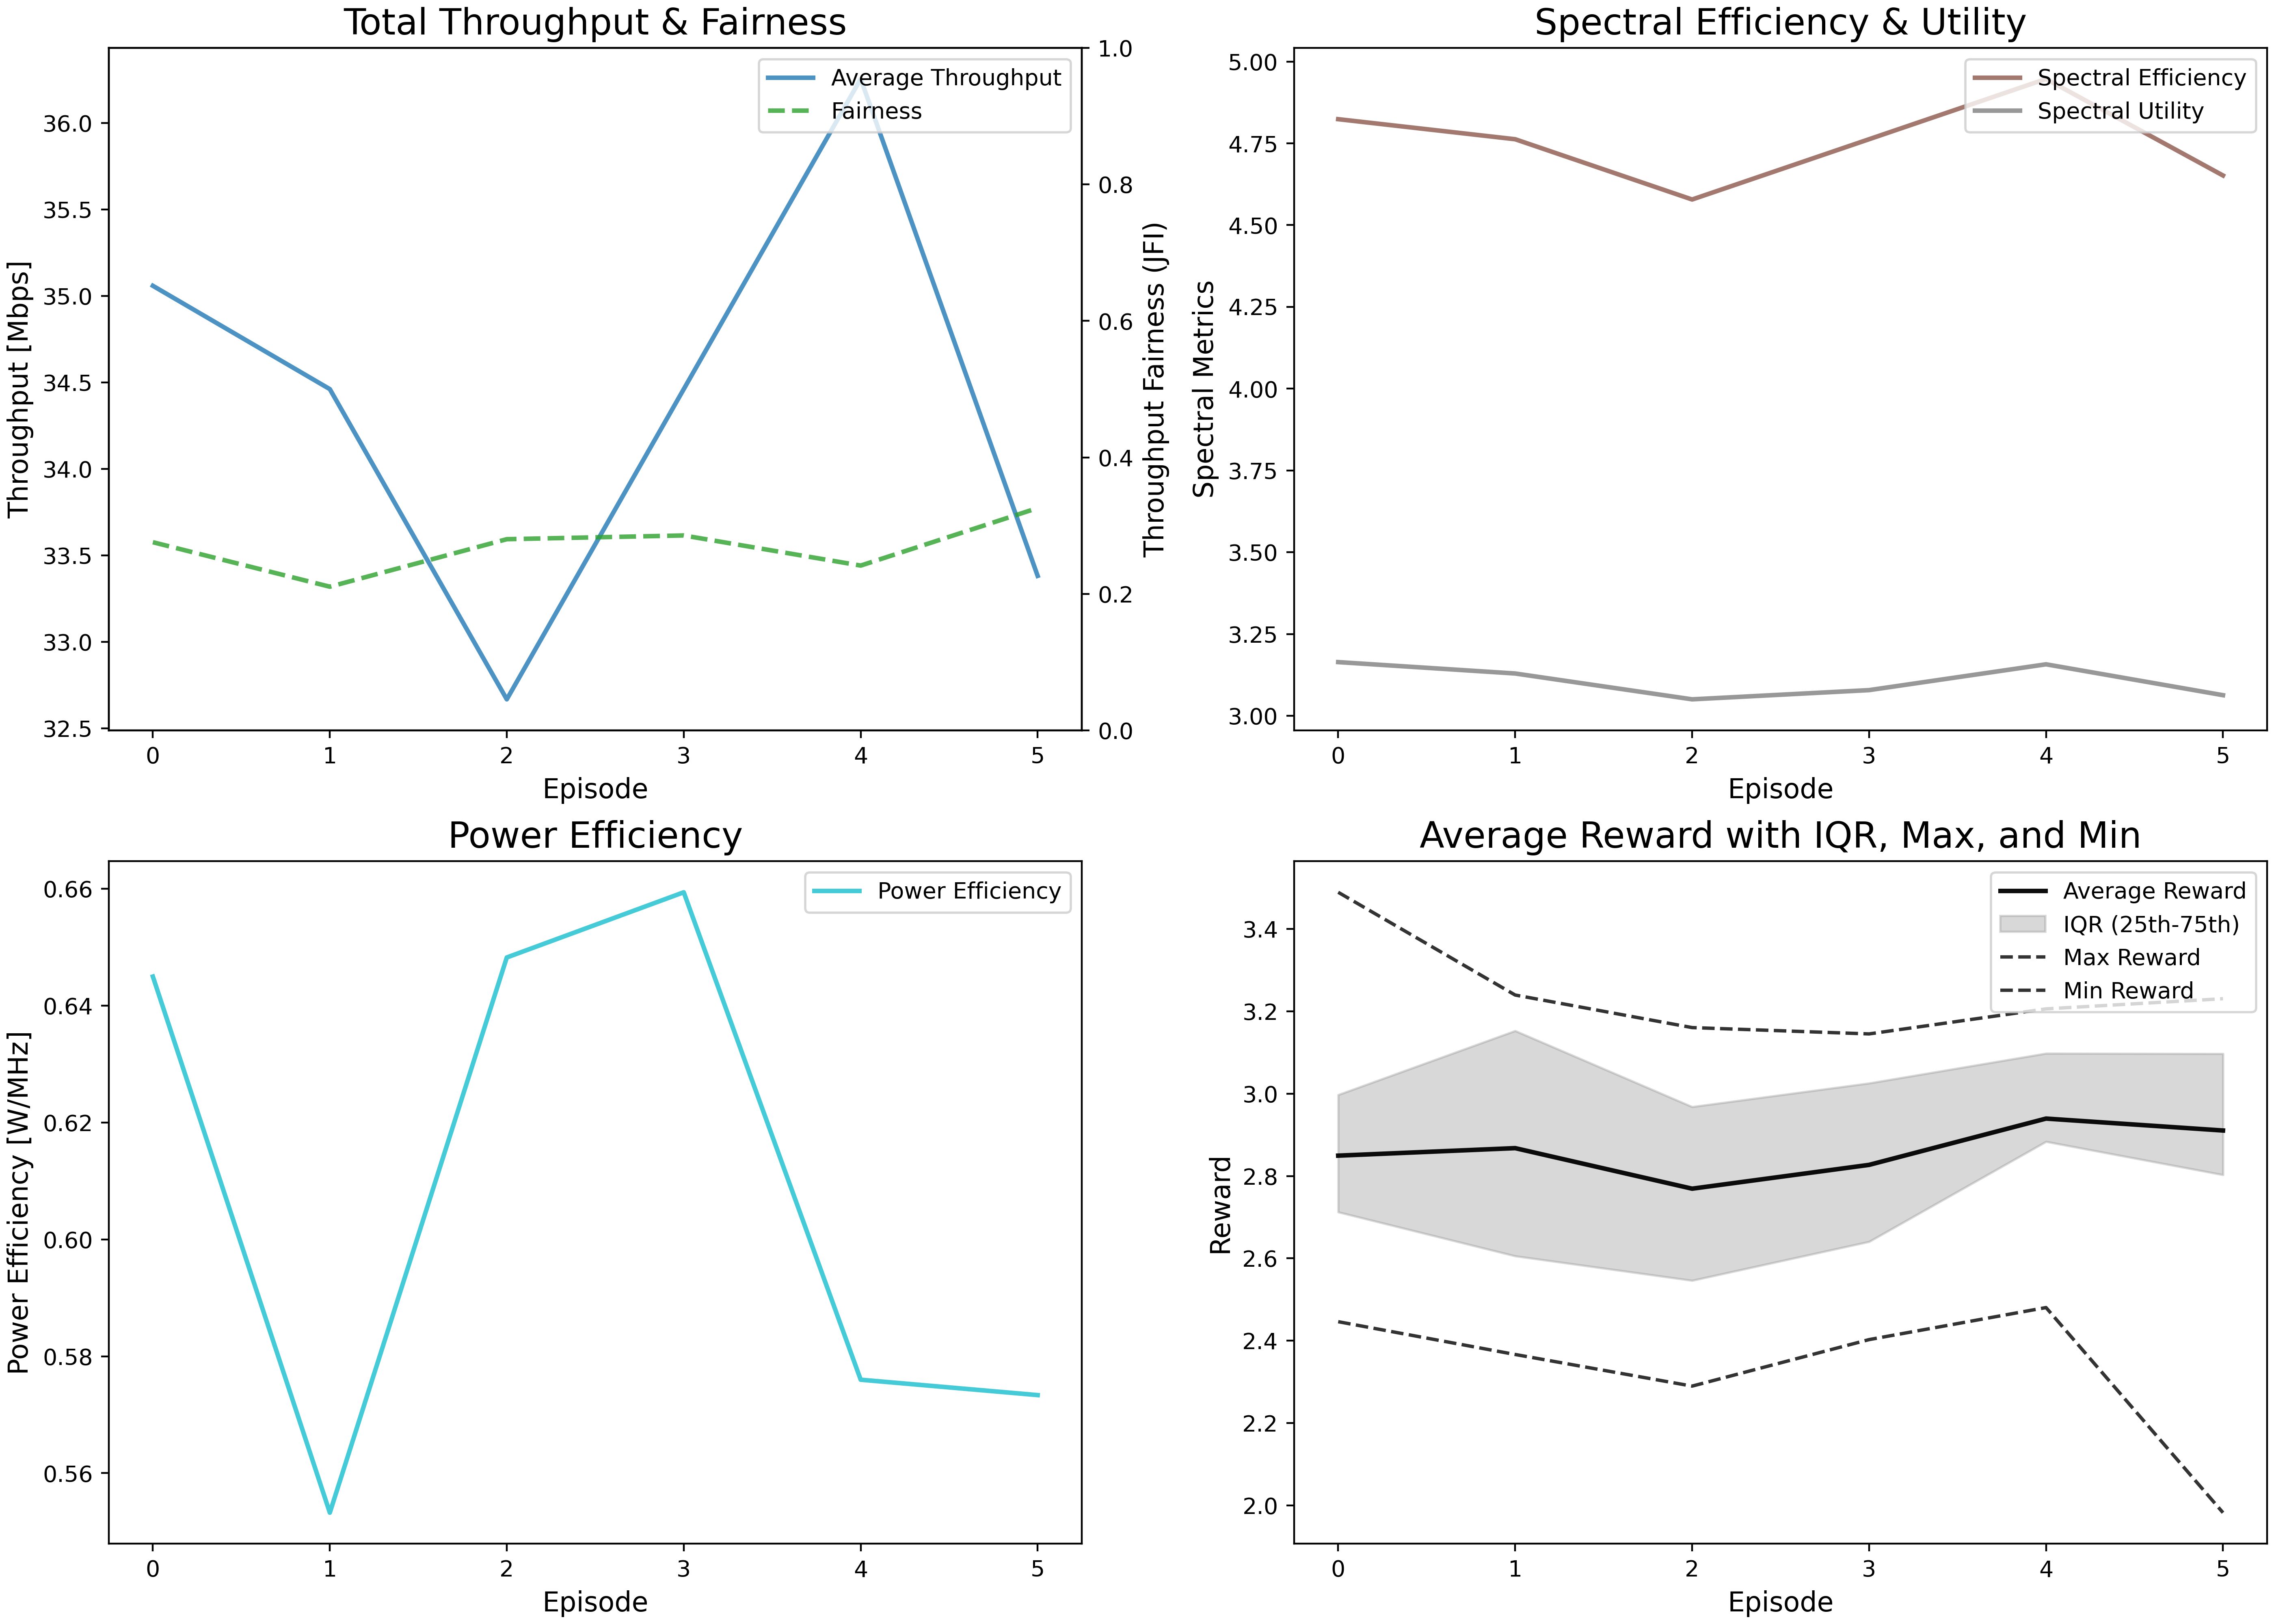 Total Throughput & Fairness
Average Throughput
Fairness
Throughput [Mbps]
36.0
35.5
35.0
34.5
34.0
33.5
33.0
32.5
Throughput Fairness (JFI)
1.0
0.8
0.6
0.4
0.2
0.0
0 1 2 3 4 5
Episode
Spectral Efficiency & Utility
Spectral Efficiency
Spectral Utility
Spectral Metrics
5.00
4.75
4.50
4.25
4.00
3.75
3.50
3.25
3.00
0 1 2 3 4 5
Episode
Power Efficiency
Power Efficiency
Power Efficiency [W/MHz]
0.66
0.64
0.62
0.60
0.58
0.56
0 1 2 3 4 5
Episode
Average Reward with IQR, Max, and Min
Average Reward
IQR (25th-75th)
Max Reward
Min Reward
Reward
3.4
3.2
3.0
2.8
2.6
2.4
2.2
2.0
0 1 2 3 4 5
Episode